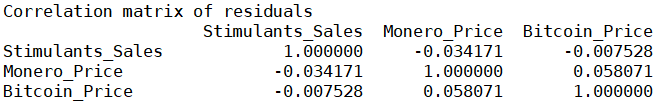 Correlation matrix of residuals
Stimulants_Sales Monero_Price Bitcoin_Price
Stimulants_Sales 1.000000 -0.034171 -0.007528
Monero_Price -0.034171 1.000000 0.058071
Bitcoin_Price -0.007528 0.058071 1.000000